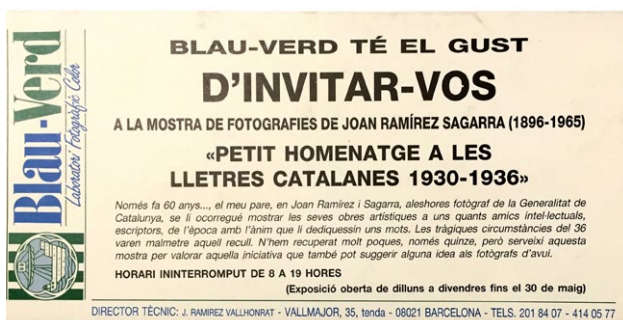 Blau-Verd
Laboratori Fotogràfic Color
BLAU-VERD TÉ EL GUST
D'INVITAR-VOS
A LA MOSTRA DE FOTOGRAFIES DE JOAN RAMÍREZ SAGARRA (1896-1965)
«PETIT HOMENATGE A LES
LLETRES CATALANES 1930-1936»
Només fa 60 anys..., el meu pare, en Joan Ramírez i Sagarra, aleshores fotògraf de la Generalitat de
Catalunya, se li ocorregué mostrar les seves obres artístiques a uns quants amics intel·lectuals,
escriptors, de l'època amb l'ànim que li dediquessin uns mots. Les tràgiques circumstàncies del 36
varen malmetre aquell recull. N'hem recuperat molt poques, només quinze, però serveixi aquesta
mostra per valorar aquella iniciativa que també pot suggerir alguna idea als fotògrafs d'avui.
HORARI ININTERROMPUT DE 8 A 19 HORES
(Exposició oberta de dilluns a divendres fins el 30 de maig)
DIRECTOR TÈCNIC: J. RAMIREZ VALLHONRAT - VALLMAJOR, 35, tenda - 08021 BARCELONA - TELS. 201 84 07 - 414 05 77